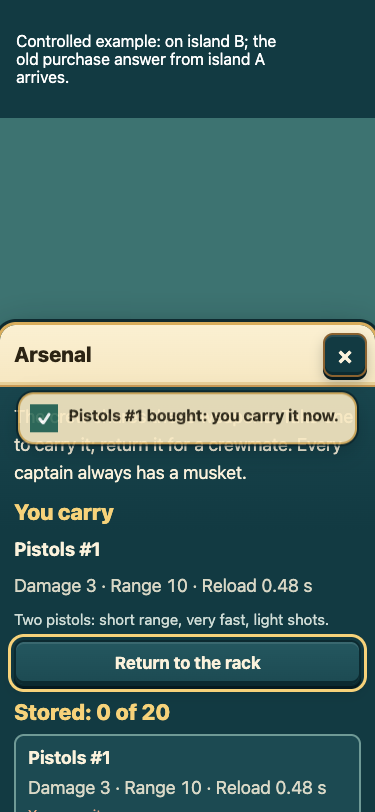 Controlled example: on island B; the
old purchase answer from island A
arrives.
Arsenal
Pistols #1 bought: you carry it now.
to carry it, return it for a crewmate. Every
captain always has a musket.
You carry
Pistols #1
Damage 3 · Range 10 · Reload 0.48 s
Two pistols: short range, very fast, light shots.
Return to the rack
Stored: 0 of 20
Pistols #1
Damage 3 · Range 10 · Reload 0.48 s